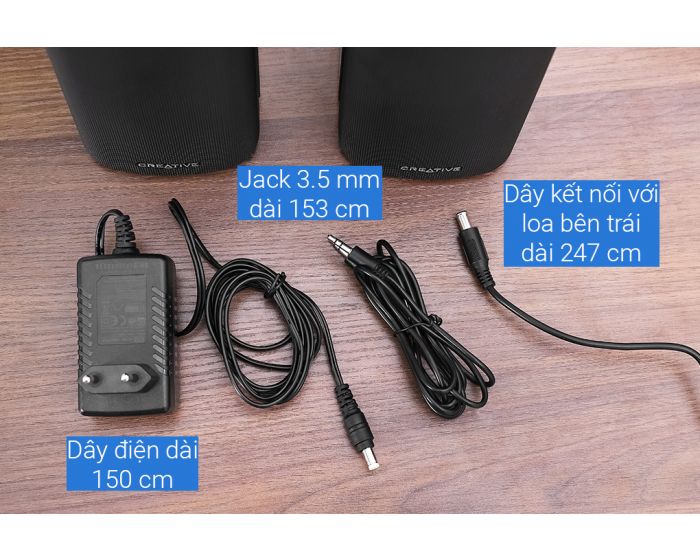 CREATIVE
CREATIVE
Jack 3.5 mm
dài 153 cm
Dây kết nối với
loa bên trái
dài 247 cm
Dây điện dài
150 cm